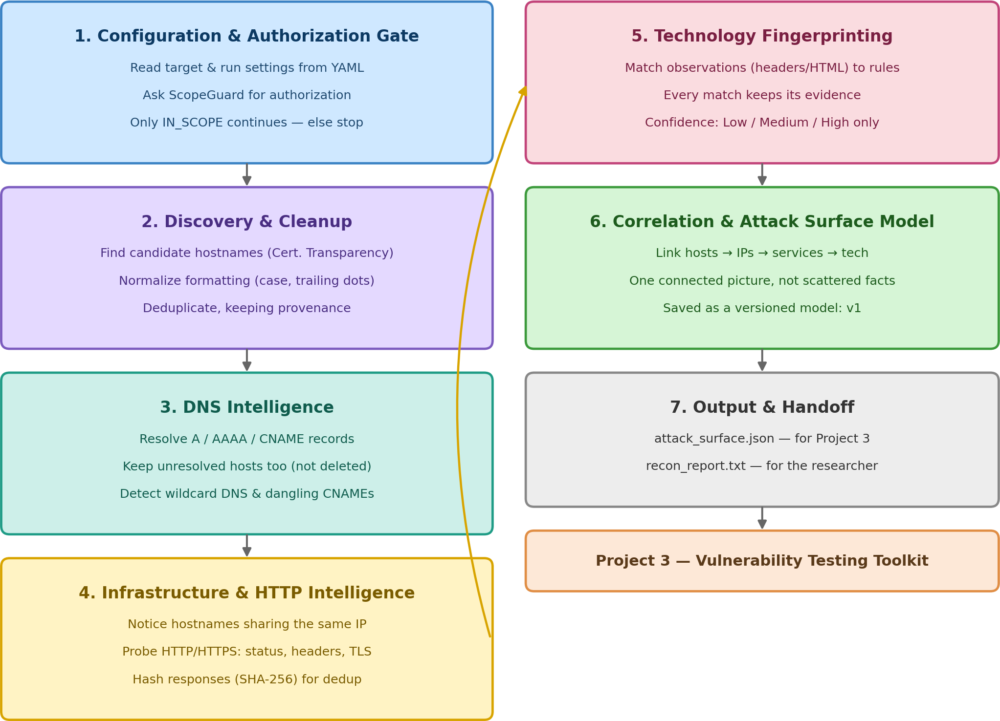 1. Configuration & Authorization Gate
Read target & run settings from YAML
Ask ScopeGuard for authorization
Only IN_SCOPE continues — else stop
2. Discovery & Cleanup
Find candidate hostnames (Cert. Transparency)
Normalize formatting (case, trailing dots)
Deduplicate, keeping provenance
3. DNS Intelligence
Resolve A / AAAA / CNAME records
Keep unresolved hosts too (not deleted)
Detect wildcard DNS & dangling CNAMEs
4. Infrastructure & HTTP Intelligence
Notice hostnames sharing the same IP
Probe HTTP/HTTPS: status, headers, TLS
Hash responses (SHA-256) for dedup
5. Technology Fingerprinting
Match observations (headers/HTML) to rules
Every match keeps its evidence
Confidence: Low / Medium / High only
6. Correlation & Attack Surface Model
Link hosts → IPs → services → tech
One connected picture, not scattered facts
Saved as a versioned model: v1
7. Output & Handoff
attack_surface.json — for Project 3
recon_report.txt — for the researcher
Project 3 — Vulnerability Testing Toolkit